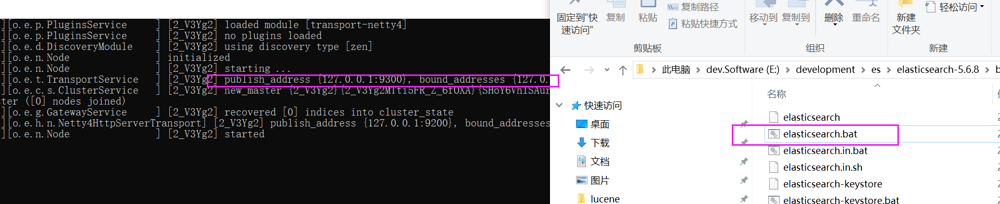 ][o.e.p.PluginsService     ] [2_V3Yg2] loaded module [transport-netty4]
][o.e.p.PluginsService     ] [2_V3Yg2] no plugins loaded
][o.e.d.DiscoveryModule    ] [2_V3Yg2] using discovery type [zen]
][o.e.n.Node               ] initialized
][o.e.n.Node               ] [2_V3Yg2] starting ...
][o.e.t.TransportService   ] [2_V3Yg2] publish_address {127.0.0.1:9300}, bound_addresses {127.0.
][o.e.c.s.ClusterService   ] [2_V3Yg2] new_master {2_V3Yg2}{2_V3Yg2MTti5FR_Z_6fOXA}{SHoY6VhISAur
ster ([0] nodes joined)
][o.e.g.GatewayService     ] [2_V3Yg2] recovered [0] indices into cluster_state
][o.e.h.n.Netty4HttpServerTransport] [2_V3Yg2] publish_address {127.0.0.1:9200}, bound_addresses
][o.e.n.Node               ] [2_V3Yg2] started
固定到"快
速访问"
复制
粘贴
复制路径
粘贴快捷方式
剪贴板
移动到
复制到
删除
重命名
组织
新建
文件夹
轻松访问
新建
此电脑 > dev.Software (E:) > development > es > elasticsearch-5.6.8 > b
快速访问
桌面
下载
文档
图片
lucene
名称
elasticsearch
elasticsearch.bat
elasticsearch.in.bat
elasticsearch.in.sh
elasticsearch-keystore
elasticsearch-keystore.bat